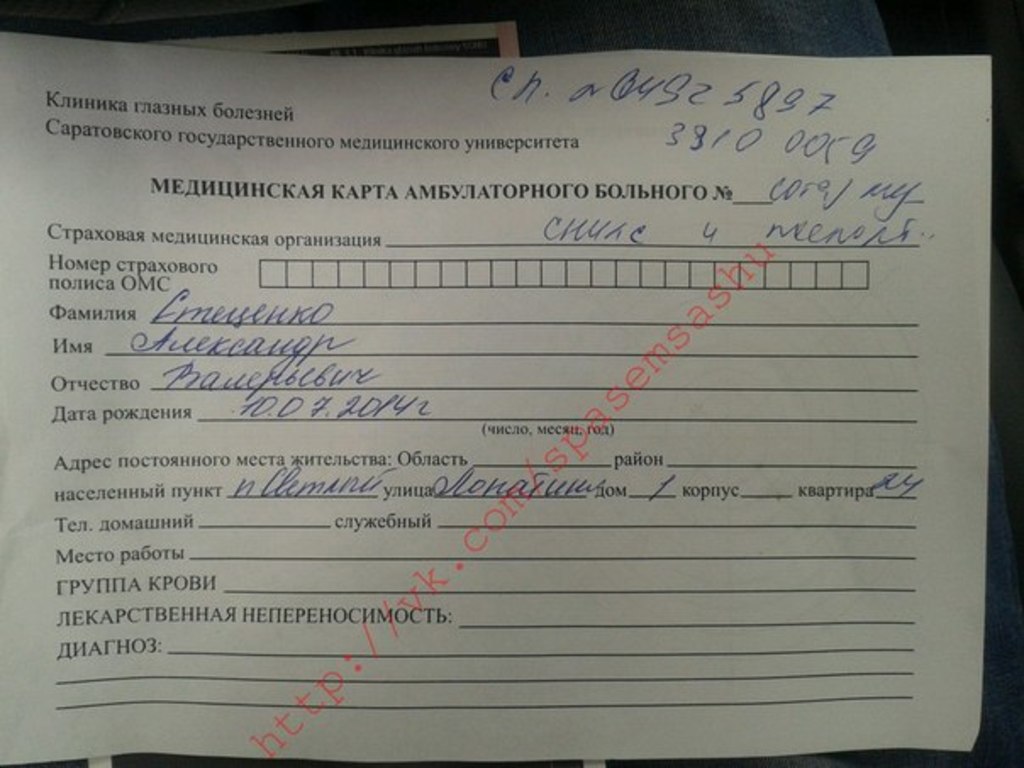 Клиника глазных болезней
Саратовского государственного медицинского университета
МЕДИЦИНСКАЯ КАРТА АМБУЛАТОРНОГО БОЛЬНОГО №
Страховая медицинская организация СНИЛС и паспорт
Номер страхового
полиса ОМС
Фамилия Стеценко
Имя Александр
Отчество Валерьевич
Дата рождения 10.07.2014г
(число, месяц, год)
Адрес постоянного места жительства: Область район
населенный пункт п Светлый улица Лопатина дом 1 корпус квартира 24
Тел. домашний служебный
Место работы
ГРУППА КРОВИ
ЛЕКАРСТВЕННАЯ НЕПЕРЕНОСИМОСТЬ:
ДИАГНОЗ:
http://vk.com/spasemsashu